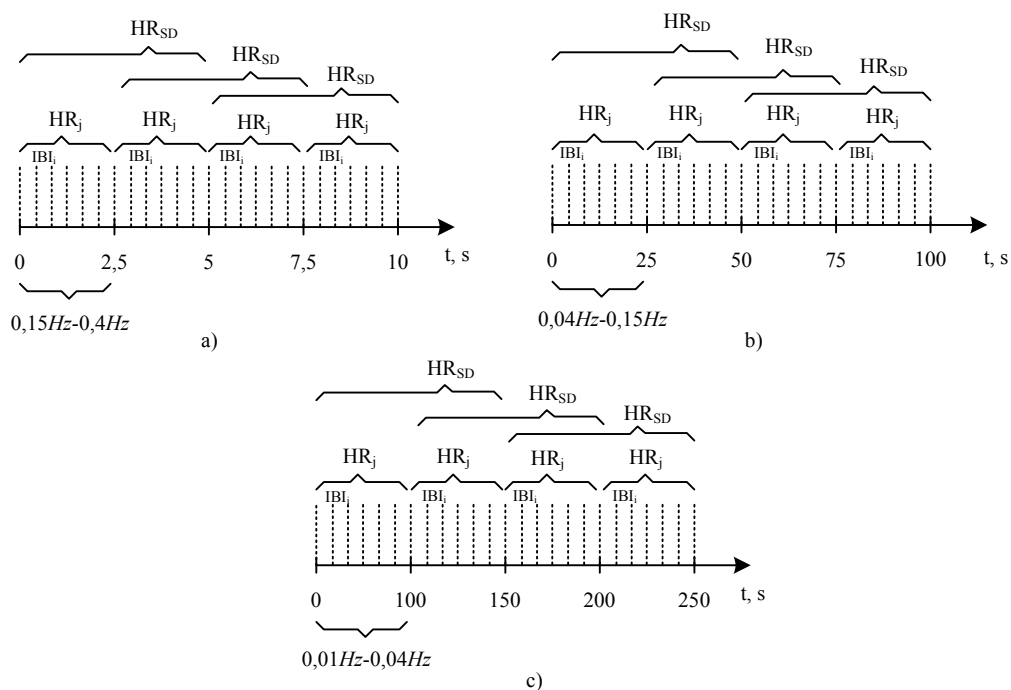 HR_SD
HR_SD
HR_SD
HR_j HR_j HR_j HR_j
IBI_i IBI_i IBI_i IBI_i
0 2,5 5 7,5 10 t, s
0,15Hz-0,4Hz
a)
HR_SD
HR_SD
HR_SD
HR_j HR_j HR_j HR_j
IBI_i IBI_i IBI_i IBI_i
0 25 50 75 100 t, s
0,04Hz-0,15Hz
b)
HR_SD
HR_SD
HR_SD
HR_j HR_j HR_j HR_j
IBI_i IBI_i IBI_i IBI_i
0 100 150 200 250 t, s
0,01Hz-0,04Hz
c)